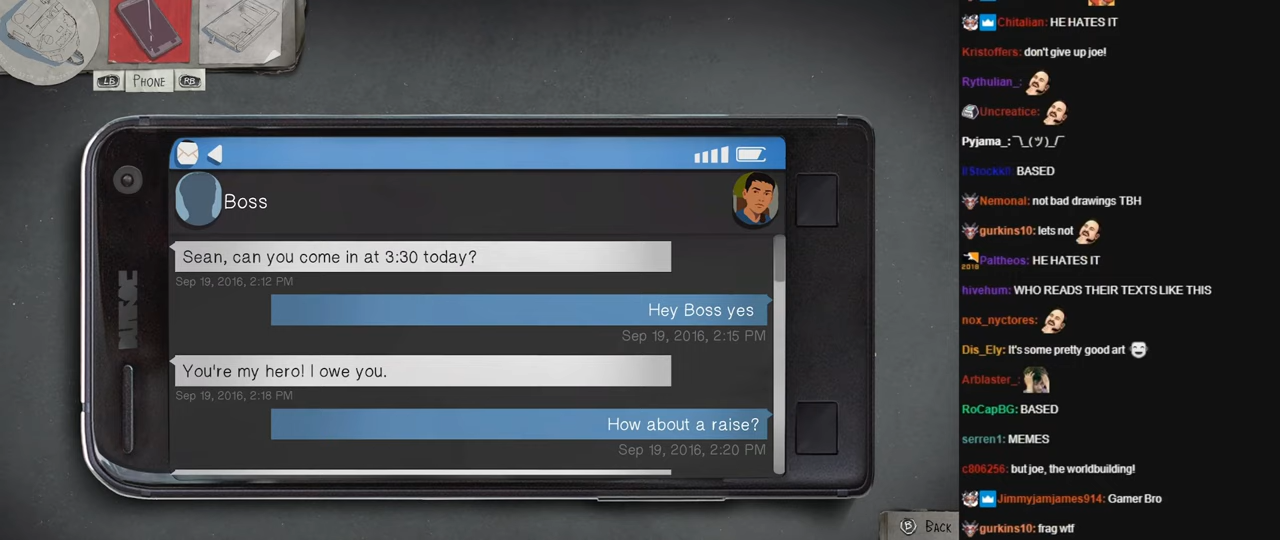 LB PHONE RB
Boss
Sean, can you come in at 3:30 today?
Sep 19, 2016, 2:12 PM
Hey Boss yes
Sep 19, 2016, 2:15 PM
You're my hero! I owe you.
Sep 19, 2016, 2:18 PM
How about a raise?
Sep 19, 2016, 2:20 PM
B BACK
Chitalian: HE HATES IT
Kristoffers: don't give up joe!
Rythulian_:
Uncreatice:
Pyjama_: ¯\_(ツ)_/¯
BASED
Nemonal: not bad drawings TBH
gurkins10: lets not
2018 Paltheos: HE HATES IT
hivehum: WHO READS THEIR TEXTS LIKE THIS
nox_nyctores:
Dis_Ely: It's some pretty good art
Arblaster_:
RoCapBG: BASED
serren1: MEMES
c806256: but joe, the worldbuilding!
Jimmyjamjames914: Gamer Bro
gurkins10: frag wtf